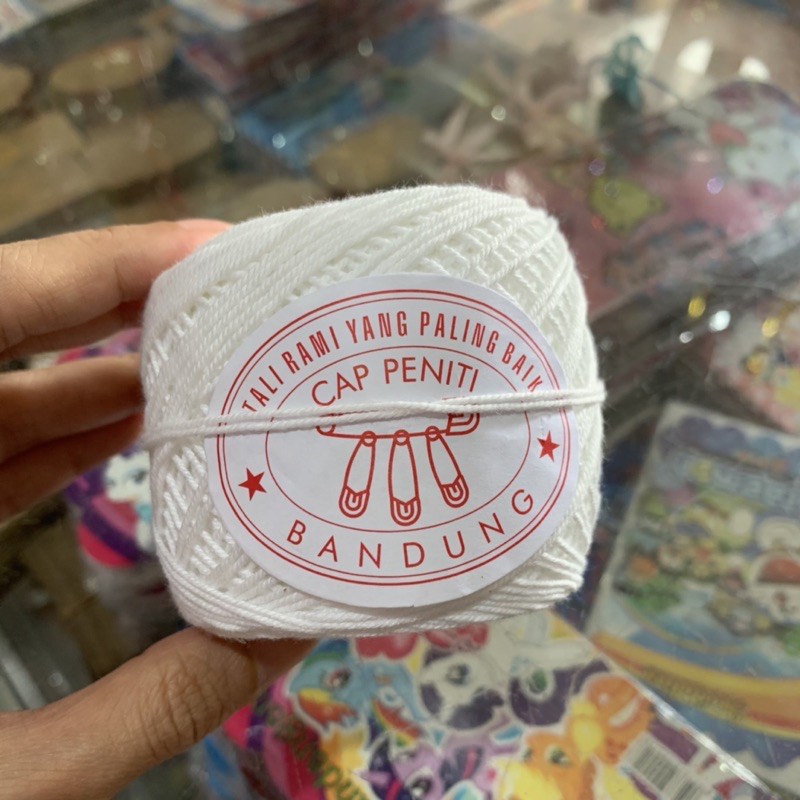 TALI RAMI YANG PALING BAIK
CAP PENITI
BANDUNG